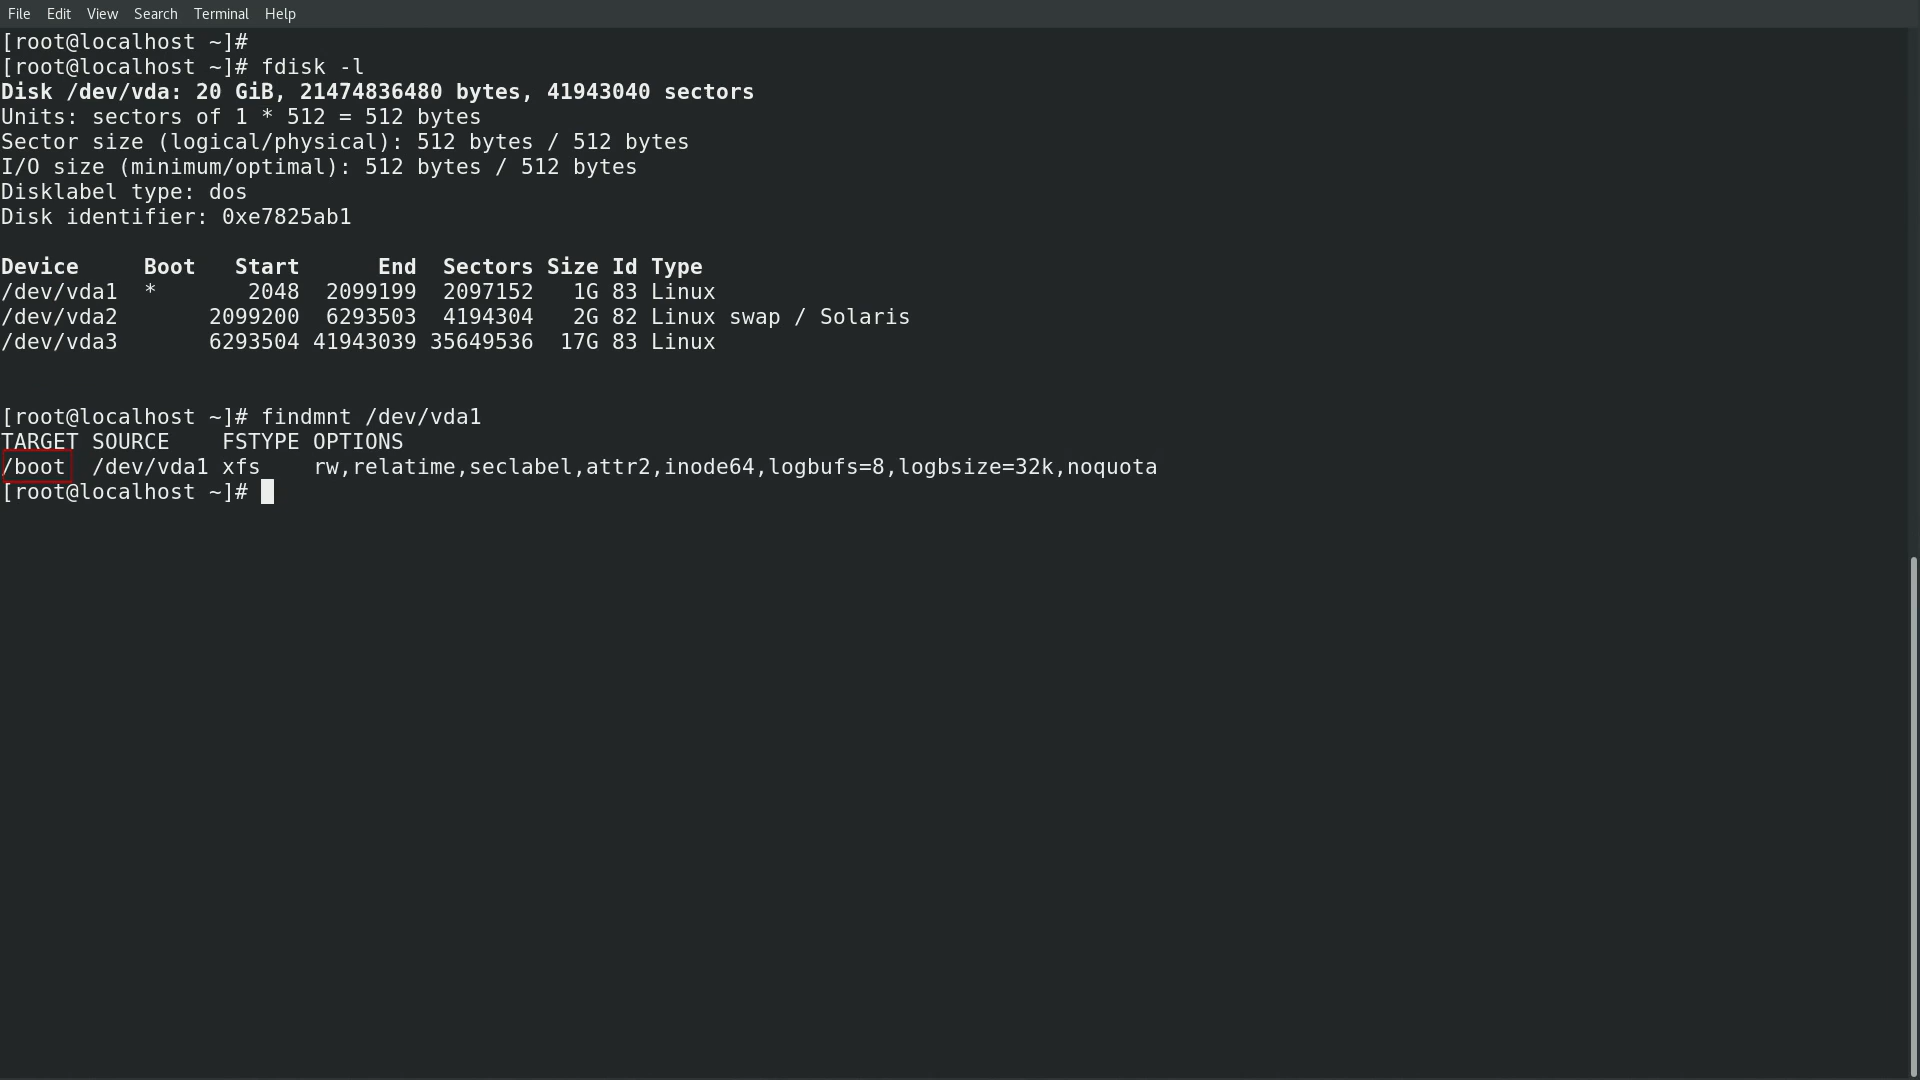 File Edit View Search Terminal Help
[root@localhost ~]#
[root@localhost ~]# fdisk -l
Disk /dev/vda: 20 GiB, 21474836480 bytes, 41943040 sectors
Units: sectors of 1 * 512 = 512 bytes
Sector size (logical/physical): 512 bytes / 512 bytes
I/O size (minimum/optimal): 512 bytes / 512 bytes
Disklabel type: dos
Disk identifier: 0xe7825ab1
Device     Boot   Start      End  Sectors Size Id Type
/dev/vda1  *       2048  2099199  2097152   1G 83 Linux
/dev/vda2       2099200  6293503  4194304   2G 82 Linux swap / Solaris
/dev/vda3       6293504 41943039 35649536  17G 83 Linux
[root@localhost ~]# findmnt /dev/vda1
TARGET SOURCE    FSTYPE OPTIONS
/boot  /dev/vda1 xfs    rw,relatime,seclabel,attr2,inode64,logbufs=8,logbsize=32k,noquota
[root@localhost ~]#